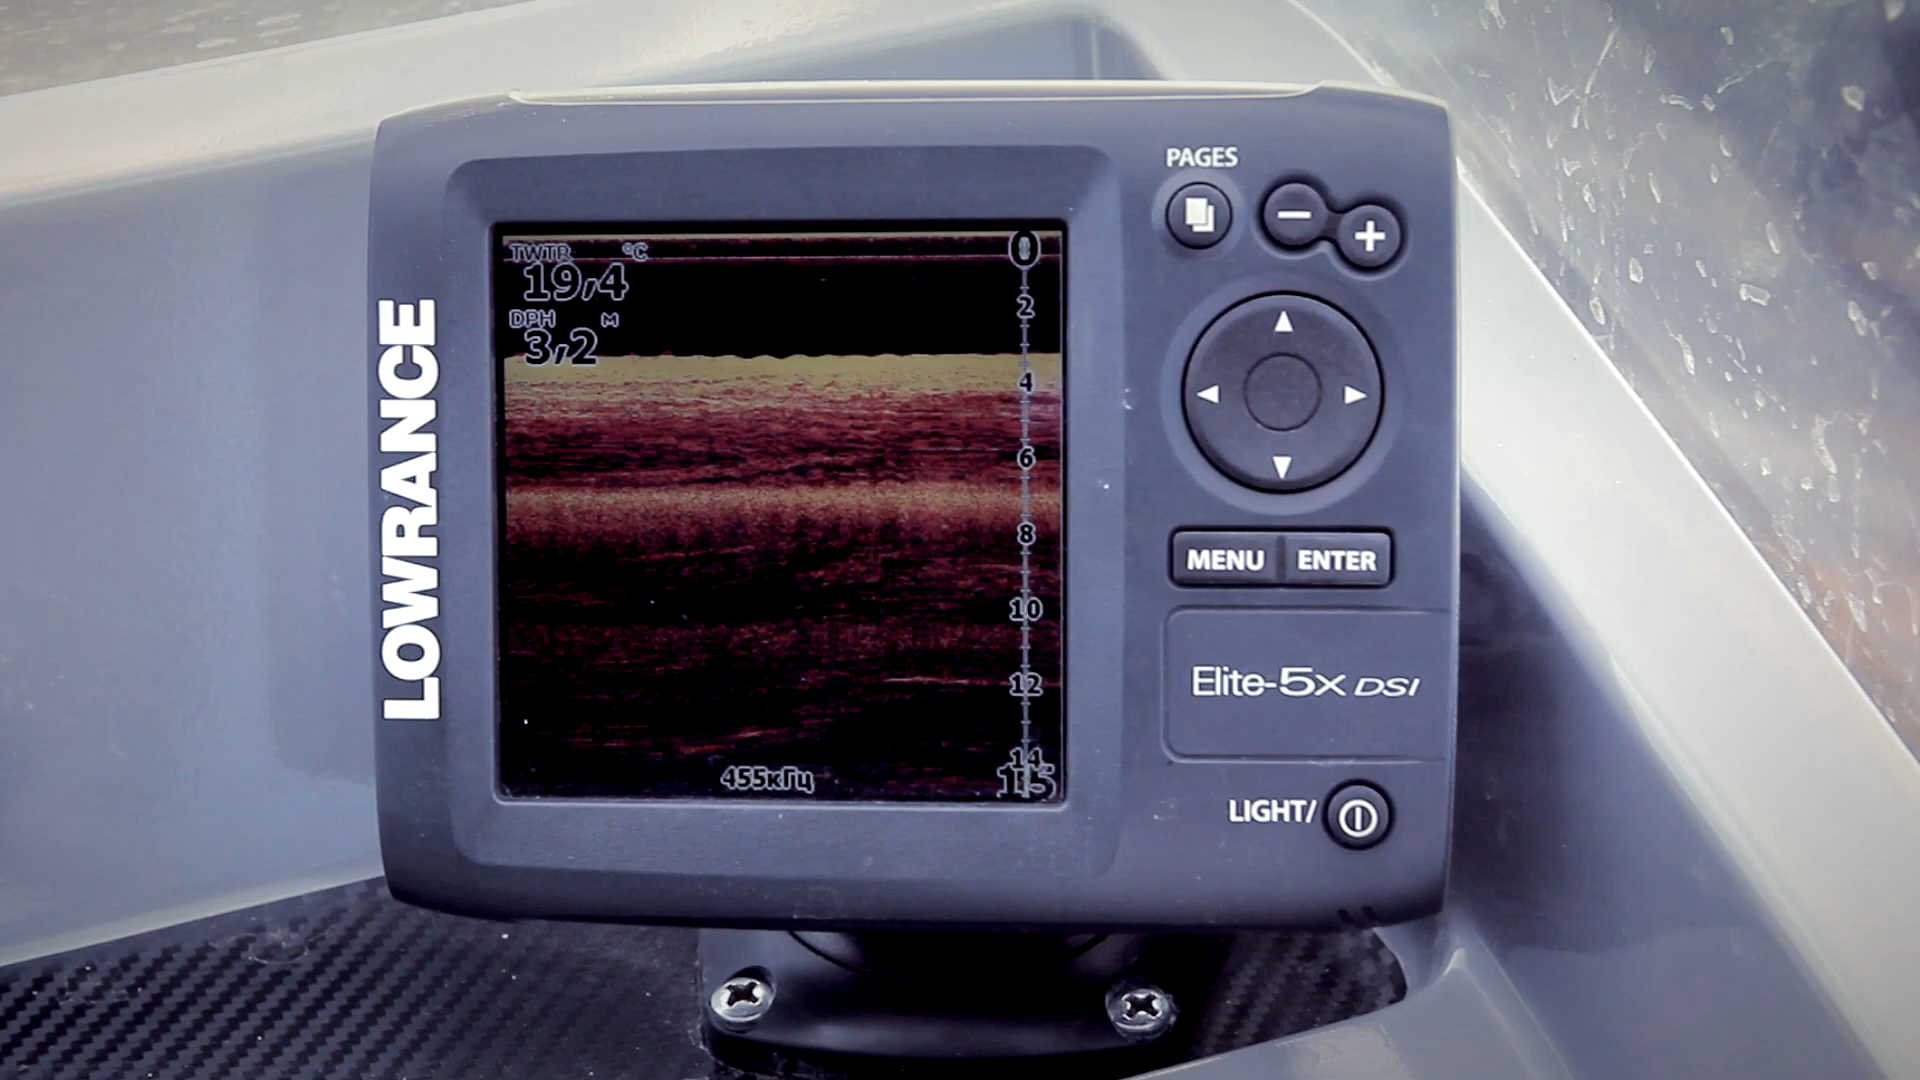 PAGES
TWTR °C
19,4
DPH м
3,2
0
2
4
6
8
10
12
14
15
455кГц
LOWRANCE
MENU ENTER
Elite-5x DSI
LIGHT/